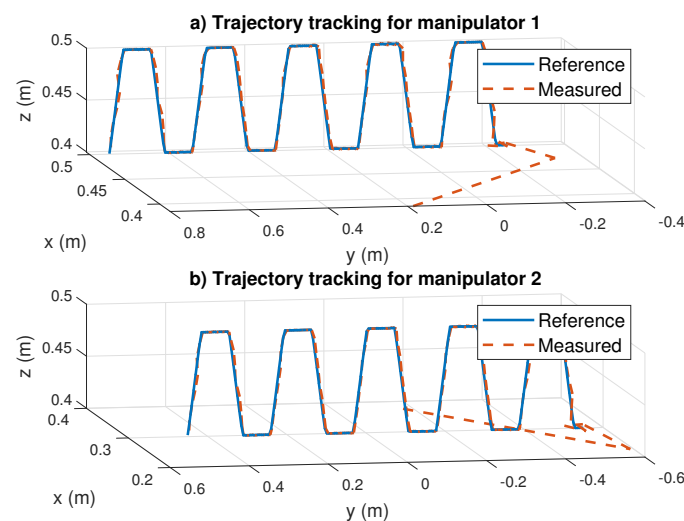 a) Trajectory tracking for manipulator 1
0.5
0.45
0.4
z (m)
Reference
Measured
0.5
0.45
0.4
x (m)
0.8
0.6
0.4
0.2
0
-0.2
-0.4
y (m)
b) Trajectory tracking for manipulator 2
0.5
0.45
0.4
z (m)
Reference
Measured
0.4
0.3
0.2
x (m)
0.6
0.4
0.2
0
-0.2
-0.4
-0.6
y (m)